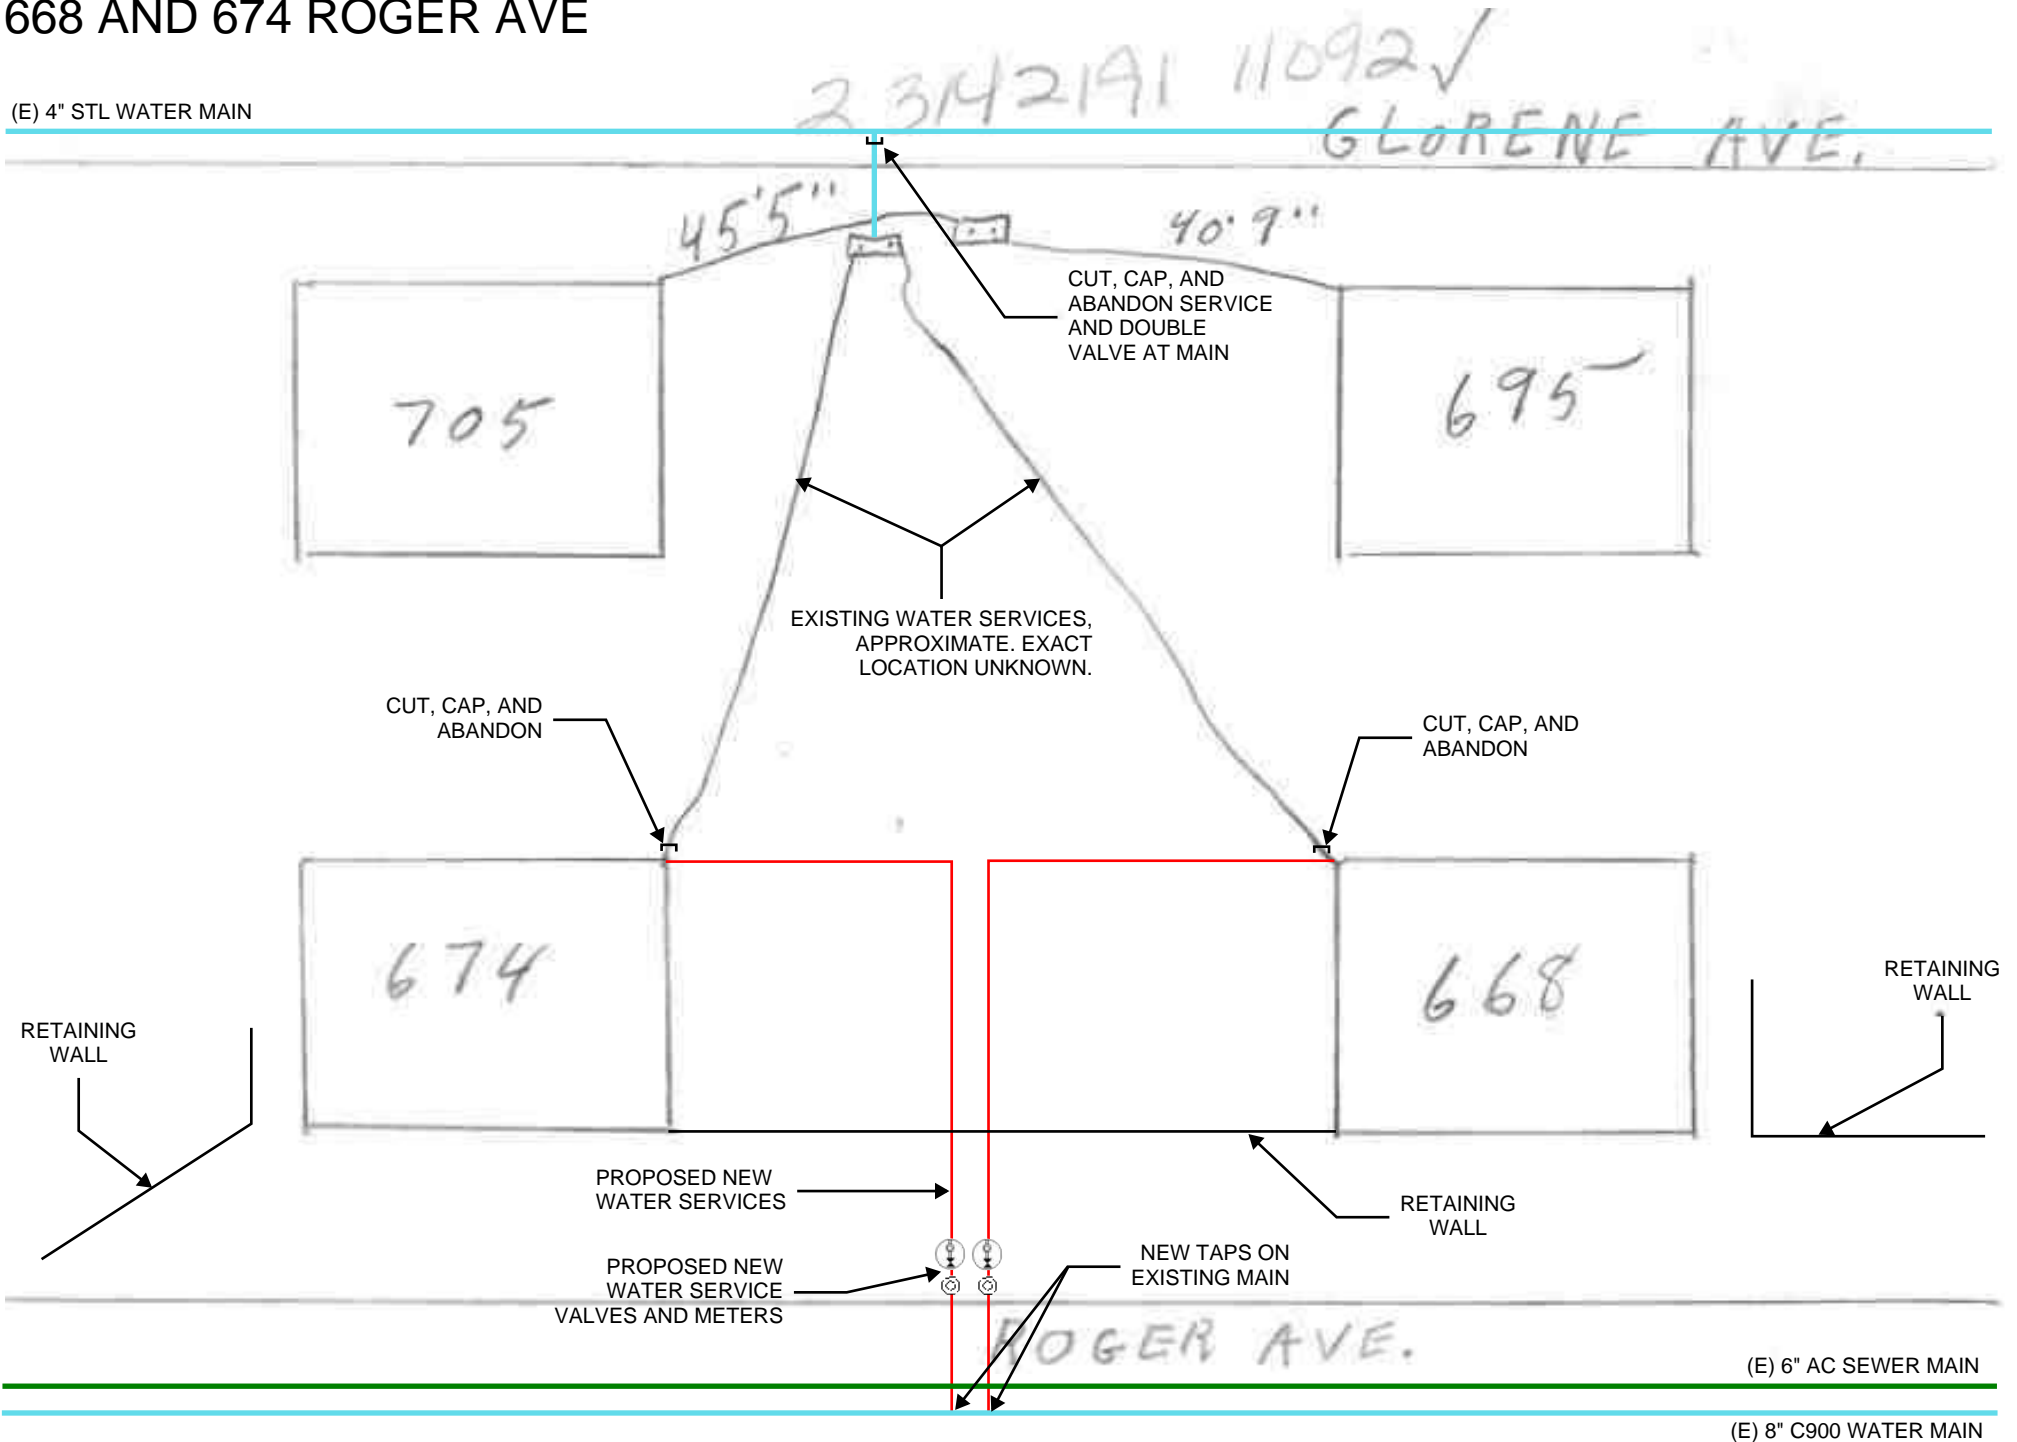 668 AND 674 ROGER AVE
11092✓
(E) 4" STL WATER MAIN
GLORENE AVE.
45'5"
40'9"
CUT, CAP, AND
ABANDON SERVICE
AND DOUBLE
VALVE AT MAIN
705
695
EXISTING WATER SERVICES,
APPROXIMATE. EXACT
LOCATION UNKNOWN.
CUT, CAP, AND
ABANDON
CUT, CAP, AND
ABANDON
674
668
RETAINING
WALL
RETAINING
WALL
PROPOSED NEW
WATER SERVICES
RETAINING
WALL
PROPOSED NEW
WATER SERVICE
VALVES AND METERS
NEW TAPS ON
EXISTING MAIN
ROGER AVE.
(E) 6" AC SEWER MAIN
(E) 8" C900 WATER MAIN